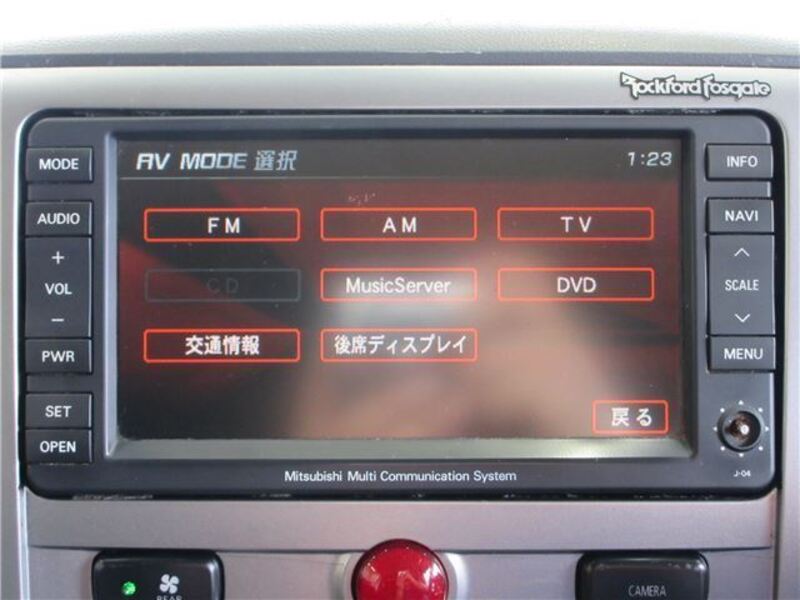 Rockford Fosgate
MODE
AV MODE 選択
1:23
INFO
AUDIO
FM
AM
TV
NAVI
+
VOL
−
CD
MusicServer
DVD
SCALE
PWR
交通情報
後席ディスプレイ
MENU
SET
戻る
OPEN
Mitsubishi Multi Communication System
J-04
REAR
CAMERA